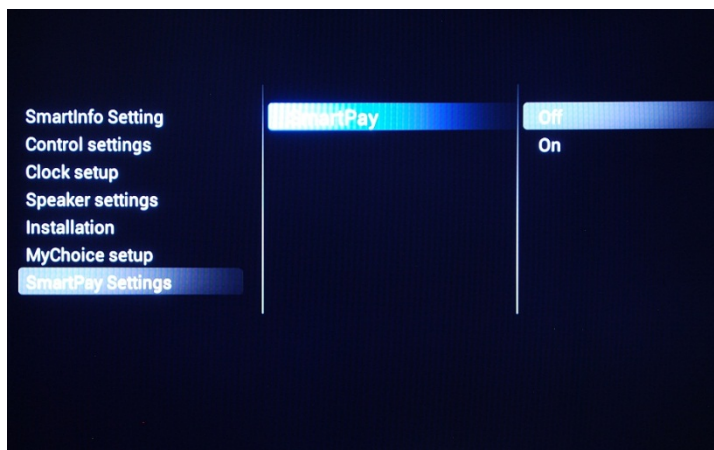 SmartInfo Setting
Control settings
Clock setup
Speaker settings
Installation
MyChoice setup
SmartPay Settings
SmartPay
Off
On